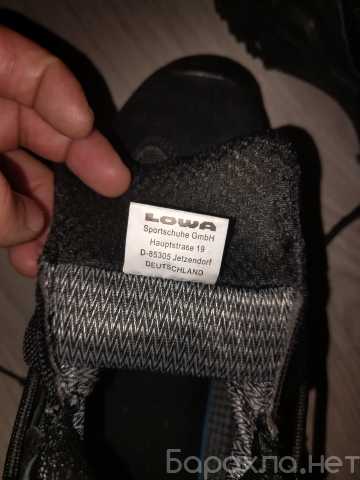 LOWA
Sportschuhe GmbH
Hauptstrase 19
D-85305 Jetzendorf
DEUTSCHLAND
Барахла.нет